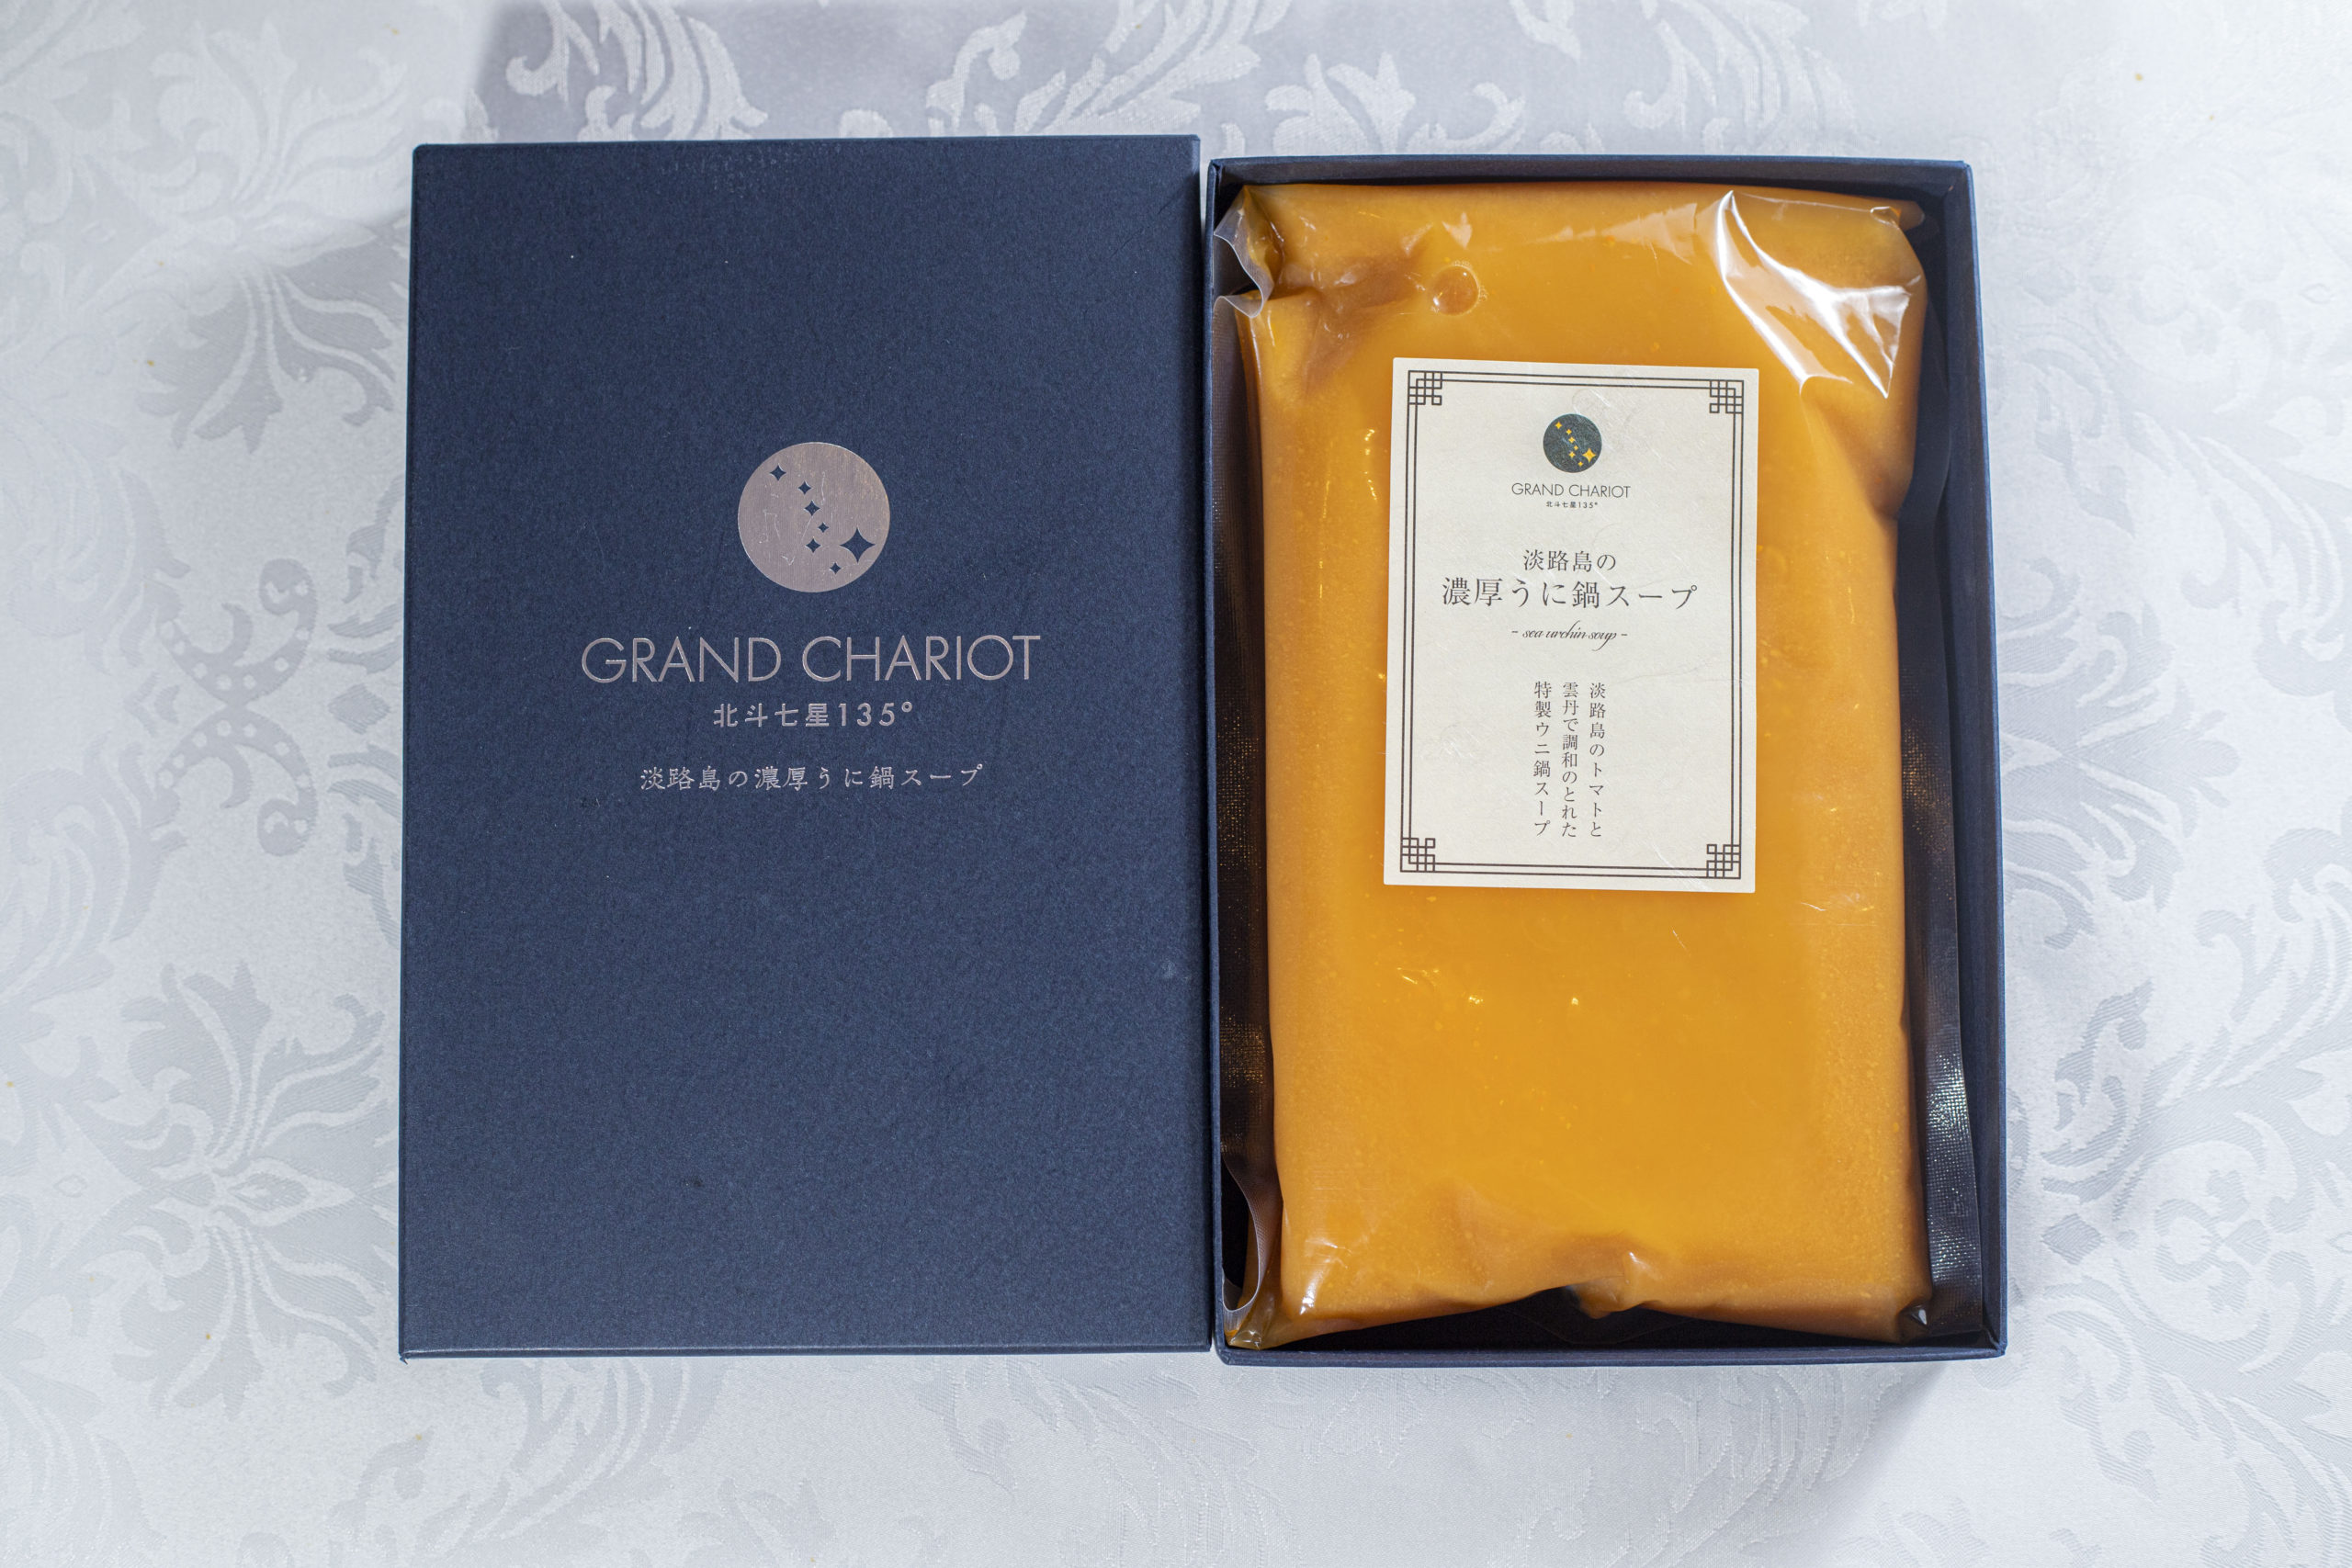 GRAND CHARIOT
北斗七星135°
淡路島の濃厚うに鍋スープ
GRAND CHARIOT
北斗七星135°
淡路島の
濃厚うに鍋スープ
- sea urchin soup -
淡路島のトマトと
雲丹で調和のとれた
特製ウニ鍋スープ